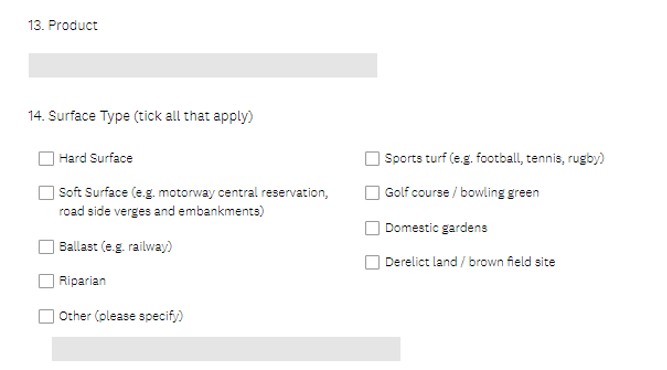 13. Product
14. Surface Type (tick all that apply)
Hard Surface
Soft Surface (e.g. motorway central reservation,
road side verges and embankments)
Ballast (e.g. railway)
Riparian
Other (please specify)
Sports turf (e.g. football, tennis, rugby)
Golf course / bowling green
Domestic gardens
Derelict land / brown field site